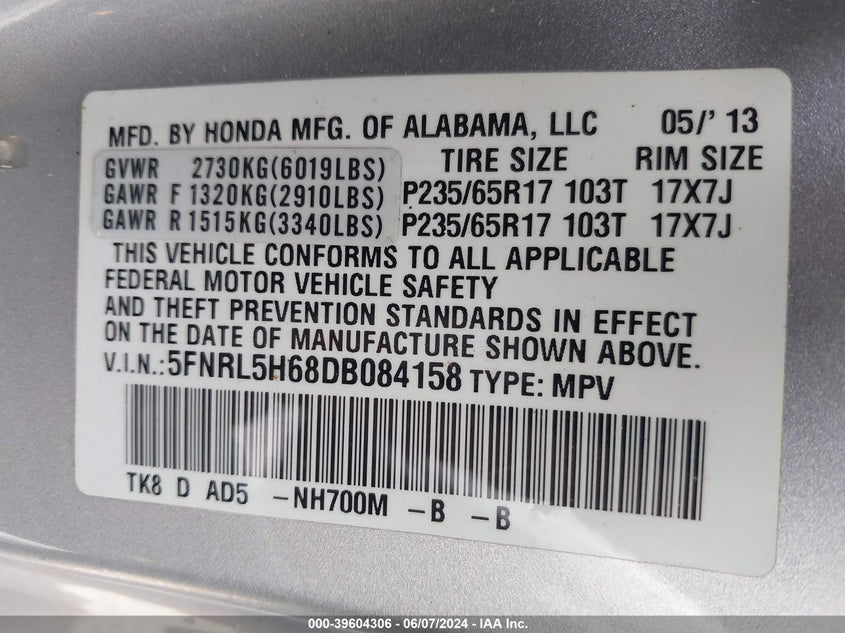 MFD. BY HONDA MFG. OF ALABAMA, LLC 05/' 13
GVWR 2730KG(6019LBS) TIRE SIZE RIM SIZE
GAWR F 1320KG(2910LBS) P235/65R17 103T 17X7J
GAWR R 1515KG(3340LBS) P235/65R17 103T 17X7J
THIS VEHICLE CONFORMS TO ALL APPLICABLE
FEDERAL MOTOR VEHICLE SAFETY
AND THEFT PREVENTION STANDARDS IN EFFECT
ON THE DATE OF MANUFACTURE SHOWN ABOVE.
V.I.N.:5FNRL5H68DB084158 TYPE: MPV
TK8 D AD5 -NH700M -B -B
000-39604306 - 06/07/2024 - IAA Inc.